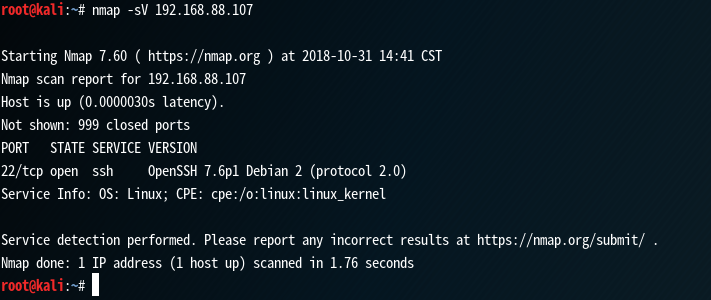 root@kali:~# nmap -sV 192.168.88.107
Starting Nmap 7.60 ( https://nmap.org ) at 2018-10-31 14:41 CST
Nmap scan report for 192.168.88.107
Host is up (0.0000030s latency).
Not shown: 999 closed ports
PORT   STATE SERVICE VERSION
22/tcp open  ssh     OpenSSH 7.6p1 Debian 2 (protocol 2.0)
Service Info: OS: Linux; CPE: cpe:/o:linux:linux_kernel
Service detection performed. Please report any incorrect results at https://nmap.org/submit/ .
Nmap done: 1 IP address (1 host up) scanned in 1.76 seconds
root@kali:~#